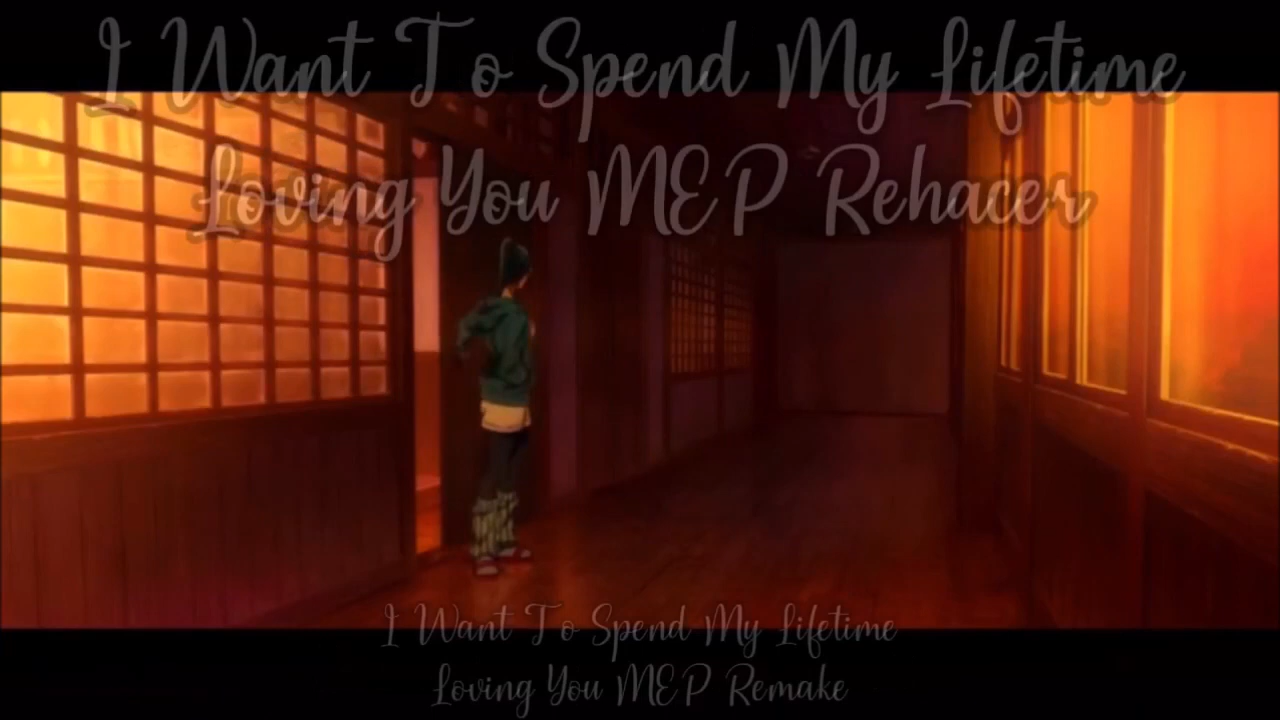 I Want To Spend My Lifetime
Loving You MEP Rehacer
I Want To Spend My Lifetime
Loving You MEP Remake